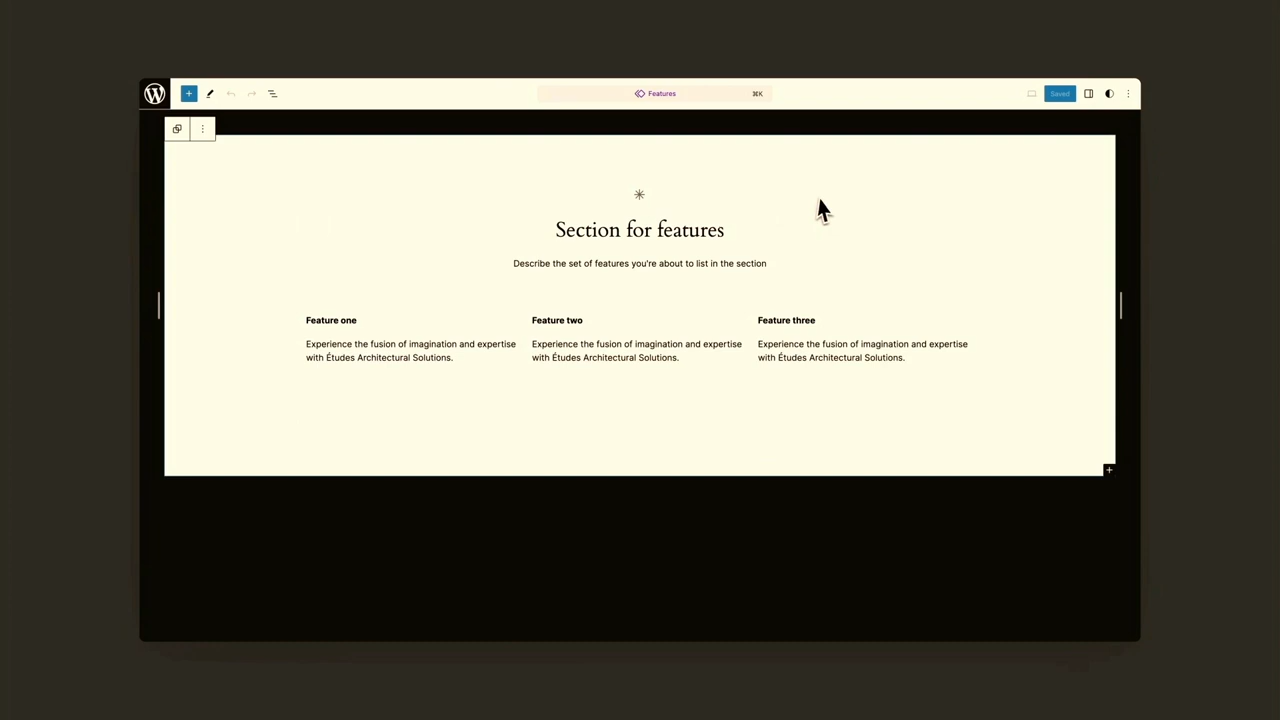 Features
⌘K
Saved
Section for features
Describe the set of features you're about to list in the section
Feature one
Experience the fusion of imagination and expertise
with Études Architectural Solutions.
Feature two
Experience the fusion of imagination and expertise
with Études Architectural Solutions.
Feature three
Experience the fusion of imagination and expertise
with Études Architectural Solutions.